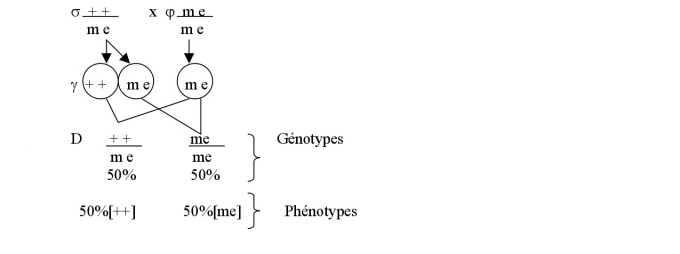 σ + + x φ m e
m e m e
γ + + m e m e
D + + me Génotypes
m e me
50% 50%
50%[++] 50%[me] Phénotypes